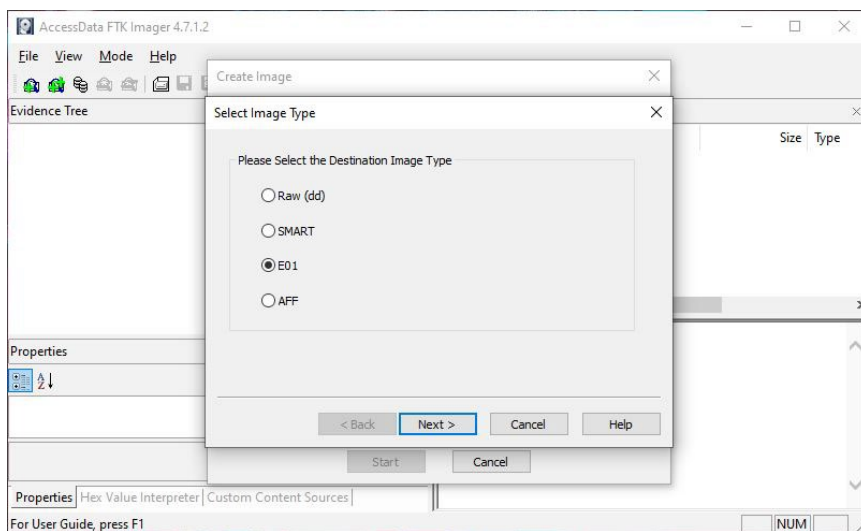 AccessData FTK Imager 4.7.1.2
File View Mode Help
Create Image
Evidence Tree
Select Image Type
Size Type
Please Select the Destination Image Type
Raw (dd)
SMART
E01
AFF
Properties
< Back Next > Cancel Help
Start Cancel
Properties Hex Value Interpreter Custom Content Sources
For User Guide, press F1 NUM